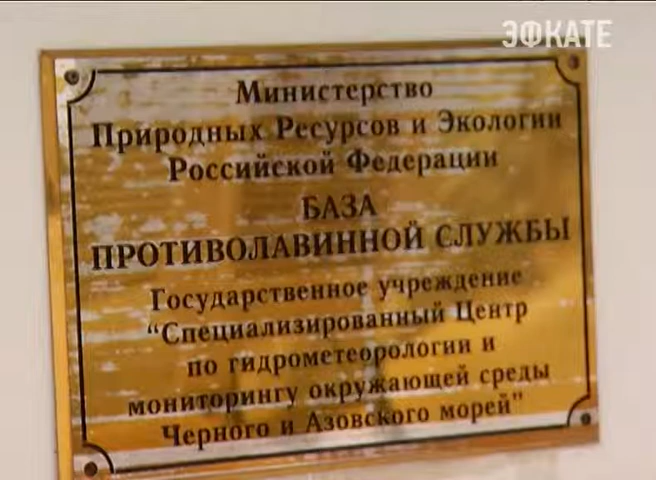 ЭФКАТЕ
Министерство
Природных Ресурсов и Экологии
Российской Федерации
БАЗА
ПРОТИВОЛАВИННОЙ СЛУЖБЫ
Государственное учреждение
"Специализированный Центр
по гидрометеорологии и
мониторингу окружающей среды
Черного и Азовского морей"